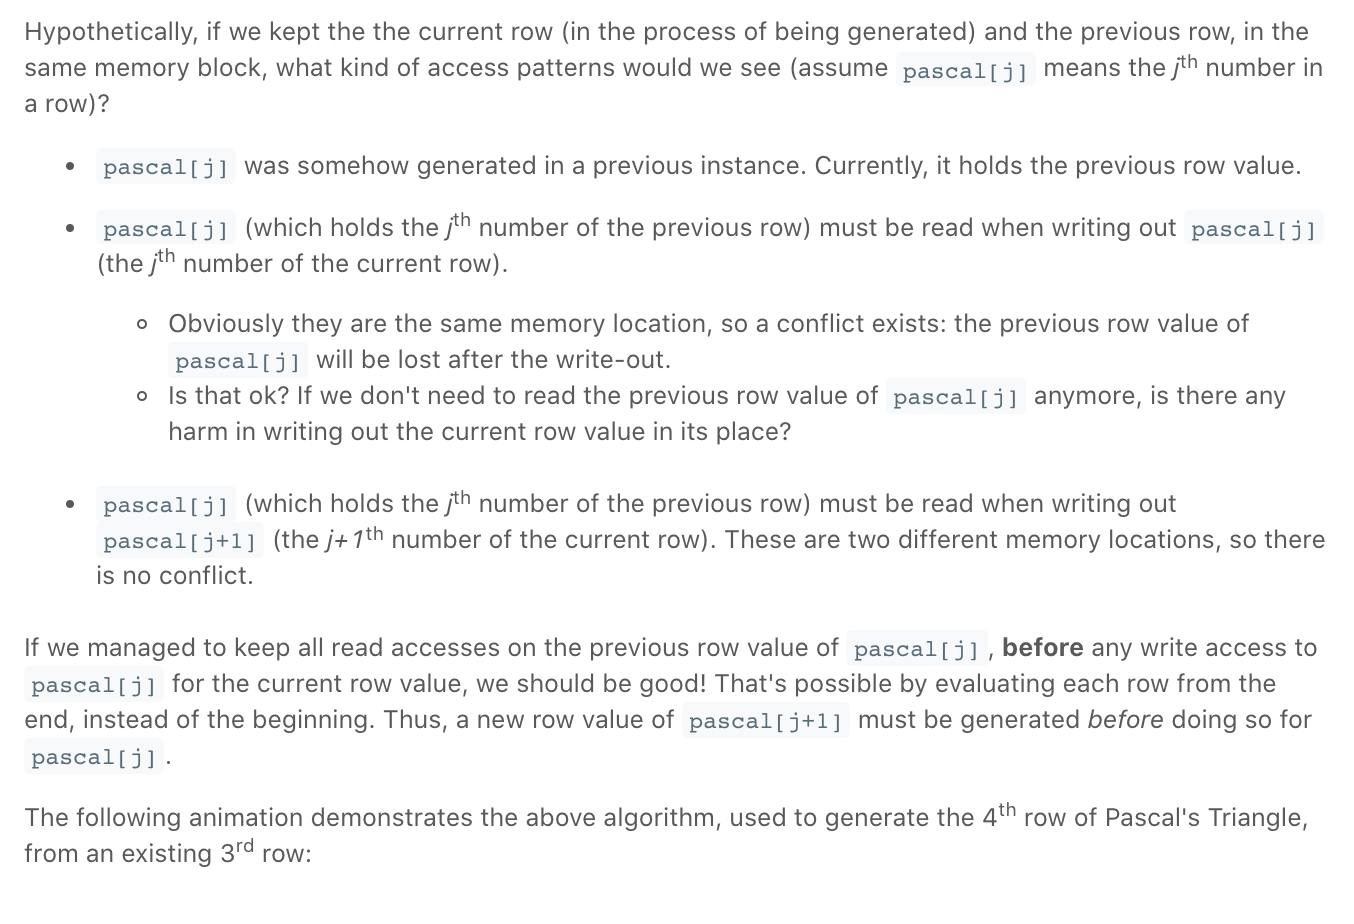 Hypothetically, if we kept the the current row (in the process of being generated) and the previous row, in the
same memory block, what kind of access patterns would we see (assume pascal[j] means the jth number in
a row)?
• pascal[j] was somehow generated in a previous instance. Currently, it holds the previous row value.
• pascal[j] (which holds the jth number of the previous row) must be read when writing out pascal[j]
(the jth number of the current row).
◦ Obviously they are the same memory location, so a conflict exists: the previous row value of
pascal[j] will be lost after the write-out.
◦ Is that ok? If we don't need to read the previous row value of pascal[j] anymore, is there any
harm in writing out the current row value in its place?
• pascal[j] (which holds the jth number of the previous row) must be read when writing out
pascal[j+1] (the j+1th number of the current row). These are two different memory locations, so there
is no conflict.
If we managed to keep all read accesses on the previous row value of pascal[j], before any write access to
pascal[j] for the current row value, we should be good! That's possible by evaluating each row from the
end, instead of the beginning. Thus, a new row value of pascal[j+1] must be generated before doing so for
pascal[j].
The following animation demonstrates the above algorithm, used to generate the 4th row of Pascal's Triangle,
from an existing 3rd row: